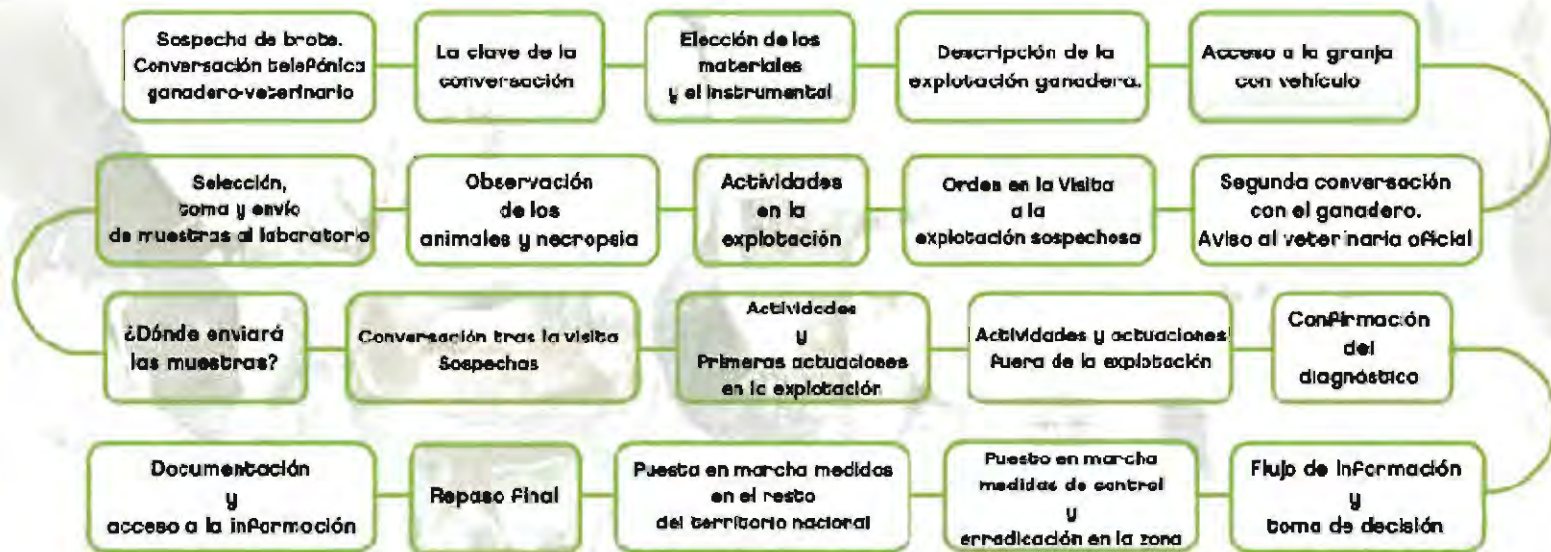 Sospecha de brote.
Conversación telefónica
ganadero-veterinario
La clave de la
conversación
Elección de los
materiales
y el instrumental
Descripción de la
explotación ganadera.
Acceso a la granja
con vehículo
Segunda conversación
con el ganadero.
Aviso al veterinario oficial
Orden en la Visita
a la
explotación sospechosa
Actividades
en la
explotación
Observación
de los
animales y necropsia
Selección,
toma y envío
de muestras al laboratorio
¿Dónde enviará
las muestras?
Conversación tras la visita
Sospechas
Actividades
y
Primeras actuaciones
en la explotación
Actividades y actuaciones
fuera de la explotación
Confirmación
del
diagnóstico
Flujo de información
y
toma de decisión
Puesta en marcha
medidas de control
y
erradicación en la zona
Puesta en marcha medidas
en el resto
del territorio nacional
Repaso final
Documentación
y
acceso a la información